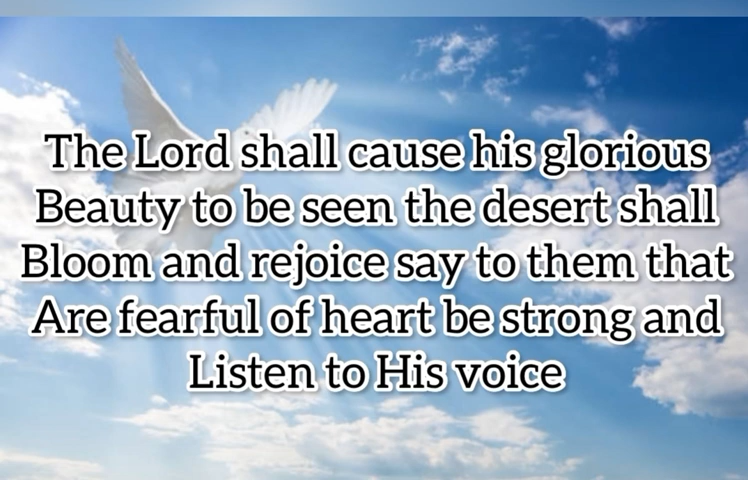 The Lord shall cause his glorious
Beauty to be seen the desert shall
Bloom and rejoice say to them that
Are fearful of heart be strong and
Listen to His voice